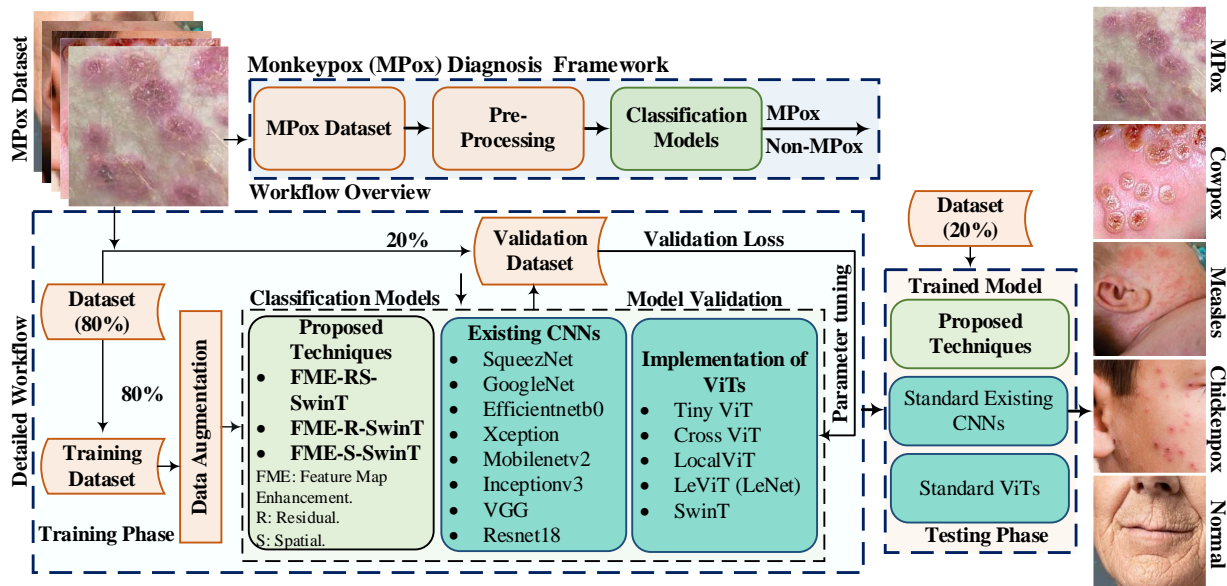 MPox Dataset
Monkeypox (MPox) Diagnosis Framework
MPox Dataset
Pre-
Processing
Classification
Models
MPox
Non-MPox
Workflow Overview
Detailed Workflow
20%
Validation
Dataset
Validation Loss
Dataset
(80%)
80%
Training
Dataset
Training Phase
Data Augmentation
Classification Models
Model Validation
Proposed
Techniques
• FME-RS-
SwinT
• FME-R-SwinT
• FME-S-SwinT
FME: Feature Map
Enhancement.
R: Residual.
S: Spatial.
Existing CNNs
• SqueezNet
• GoogleNet
• Efficientnetb0
• Xception
• Mobilenetv2
• Inceptionv3
• VGG
• Resnet18
Implementation of
ViTs
• Tiny ViT
• Cross ViT
• LocalViT
• LeViT (LeNet)
• SwinT
Parameter tuning
Dataset
(20%)
Trained Model
Proposed
Techniques
Standard Existing
CNNs
Standard ViTs
Testing Phase
MPox
Cowpox
Measles
Chickenpox
Normal